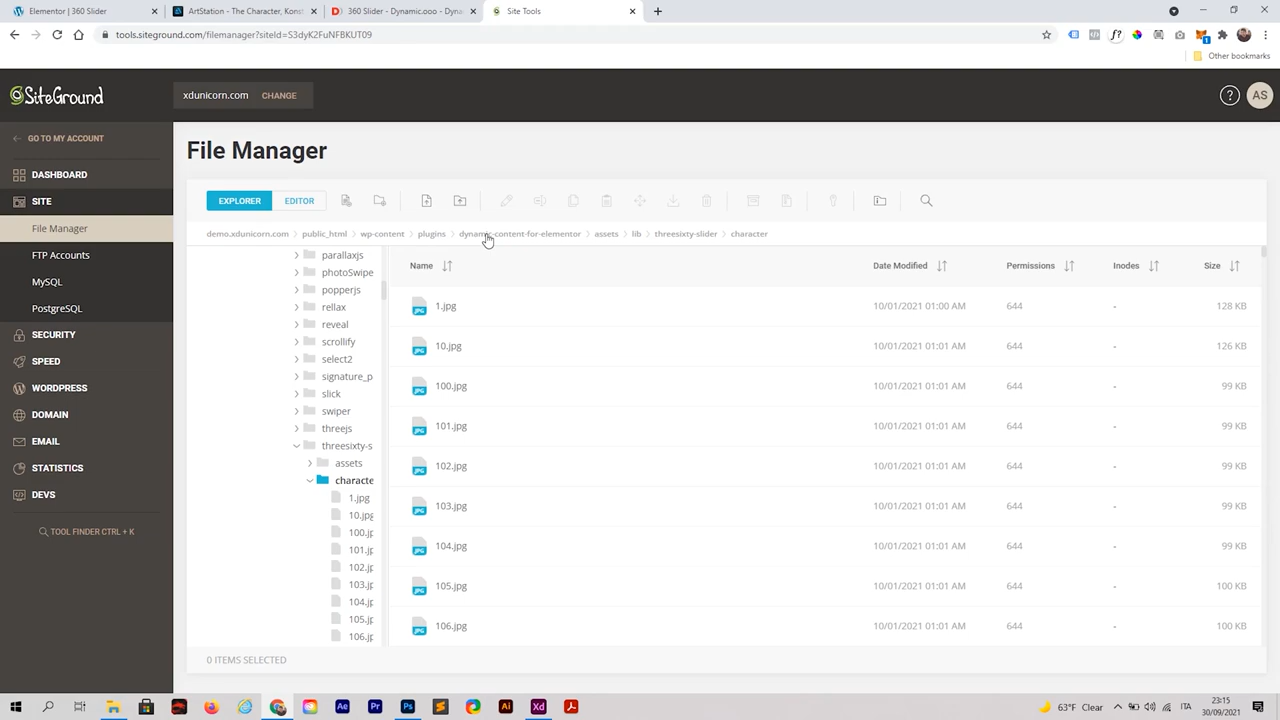 Elementor | 360 Slider
ArtStation - The Character, Konst
360 Slider - Dynamic.ooo - Dyna
Site Tools
tools.siteground.com/filemanager?siteId=S3dyK2FuNFBKUT09
Other bookmarks
SiteGround
xdunicorn.com CHANGE
AS
GO TO MY ACCOUNT
DASHBOARD
SITE
File Manager
FTP Accounts
MySQL
PostgreSQL
SECURITY
SPEED
WORDPRESS
DOMAIN
EMAIL
STATISTICS
DEVS
TOOL FINDER CTRL + K
File Manager
EXPLORER EDITOR
demo.xdunicorn.com > public_html > wp-content > plugins > dynamic-content-for-elementor > assets > lib > threesixty-slider > character
parallaxjs
photoSwipe
popperjs
rellax
reveal
scrollify
select2
signature_p
slick
swiper
threejs
threesixty-s
assets
characte
1.jpg
10.jpg
100.jp
101.jp
102.jp
103.jp
104.jp
105.jp
106.jp
Name Date Modified Permissions Inodes Size
1.jpg 10/01/2021 01:00 AM 644 - 128 KB
10.jpg 10/01/2021 01:01 AM 644 - 126 KB
100.jpg 10/01/2021 01:01 AM 644 - 99 KB
101.jpg 10/01/2021 01:01 AM 644 - 99 KB
102.jpg 10/01/2021 01:01 AM 644 - 99 KB
103.jpg 10/01/2021 01:01 AM 644 - 99 KB
104.jpg 10/01/2021 01:01 AM 644 - 99 KB
105.jpg 10/01/2021 01:01 AM 644 - 100 KB
106.jpg 10/01/2021 01:01 AM 644 - 100 KB
0 ITEMS SELECTED
63°F Clear
ITA
23:15
30/09/2021